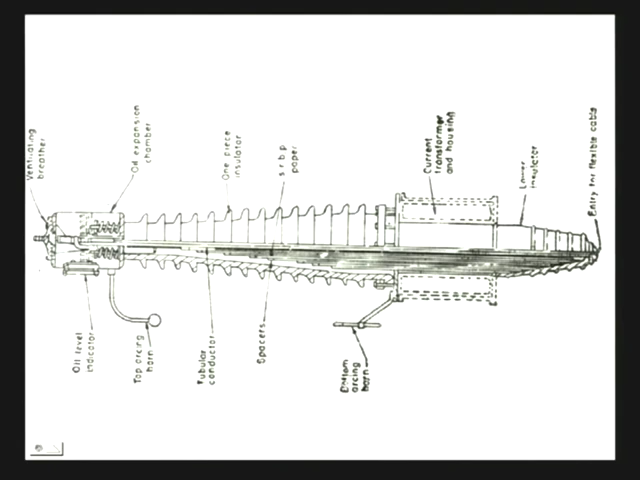 Ventilating
breather
Oil expansion
chamber
One piece
insulator
s.r.b.p
paper
Current
transformer
and housing
Lower
insulator
Entry for flexible cable
Oil level
indicator
Top arcing
horn
Tubular
conductor
Spacers
Bottom
arcing
horn